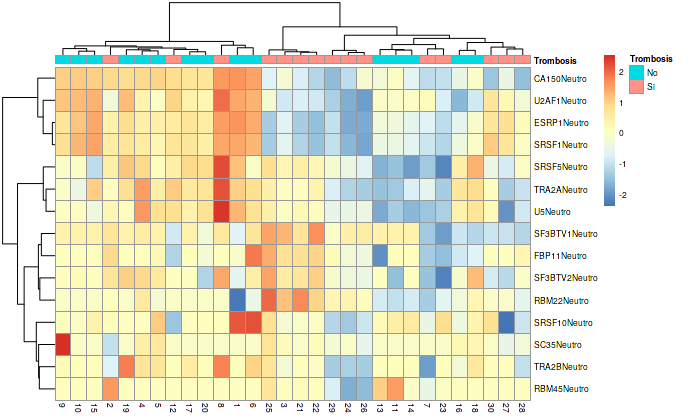 Trombosis
Trombosis
No
SI
2
1
0
-1
-2
CA150Neutro
U2AF1Neutro
ESRP1Neutro
SRSF1Neutro
SRSF5Neutro
TRA2ANeutro
U5Neutro
SF3BTV1Neutro
FBP11Neutro
SF3BTV2Neutro
RBM22Neutro
SRSF10Neutro
SC35Neutro
TRA2BNeutro
RBM45Neutro
9 10 15 2 19 4 5 12 17 20 8 1 6 25 3 21 22 29 24 26 13 11 14 7 23 16 18 30 27 28